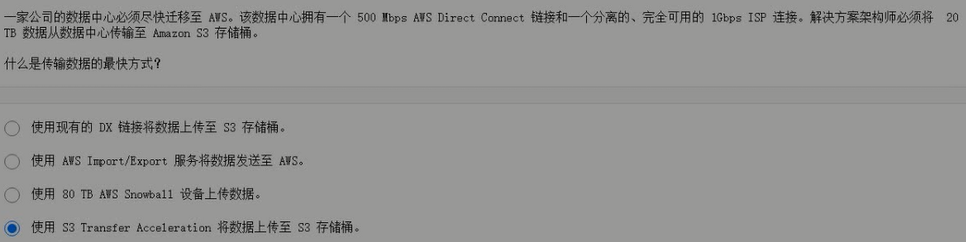 一家公司的数据中心必须尽快迁移至 AWS。该数据中心拥有一个 500 Mbps AWS Direct Connect 链接和一个分离的、完全可用的 1Gbps ISP 连接。解决方案架构师必须将 20
TB 数据从数据中心传输至 Amazon S3 存储桶。
什么是传输数据的最快方式?
使用现有的 DX 链接将数据上传至 S3 存储桶。
使用 AWS Import/Export 服务将数据发送至 AWS。
使用 80 TB AWS Snowball 设备上传数据。
使用 S3 Transfer Acceleration 将数据上传至 S3 存储桶。